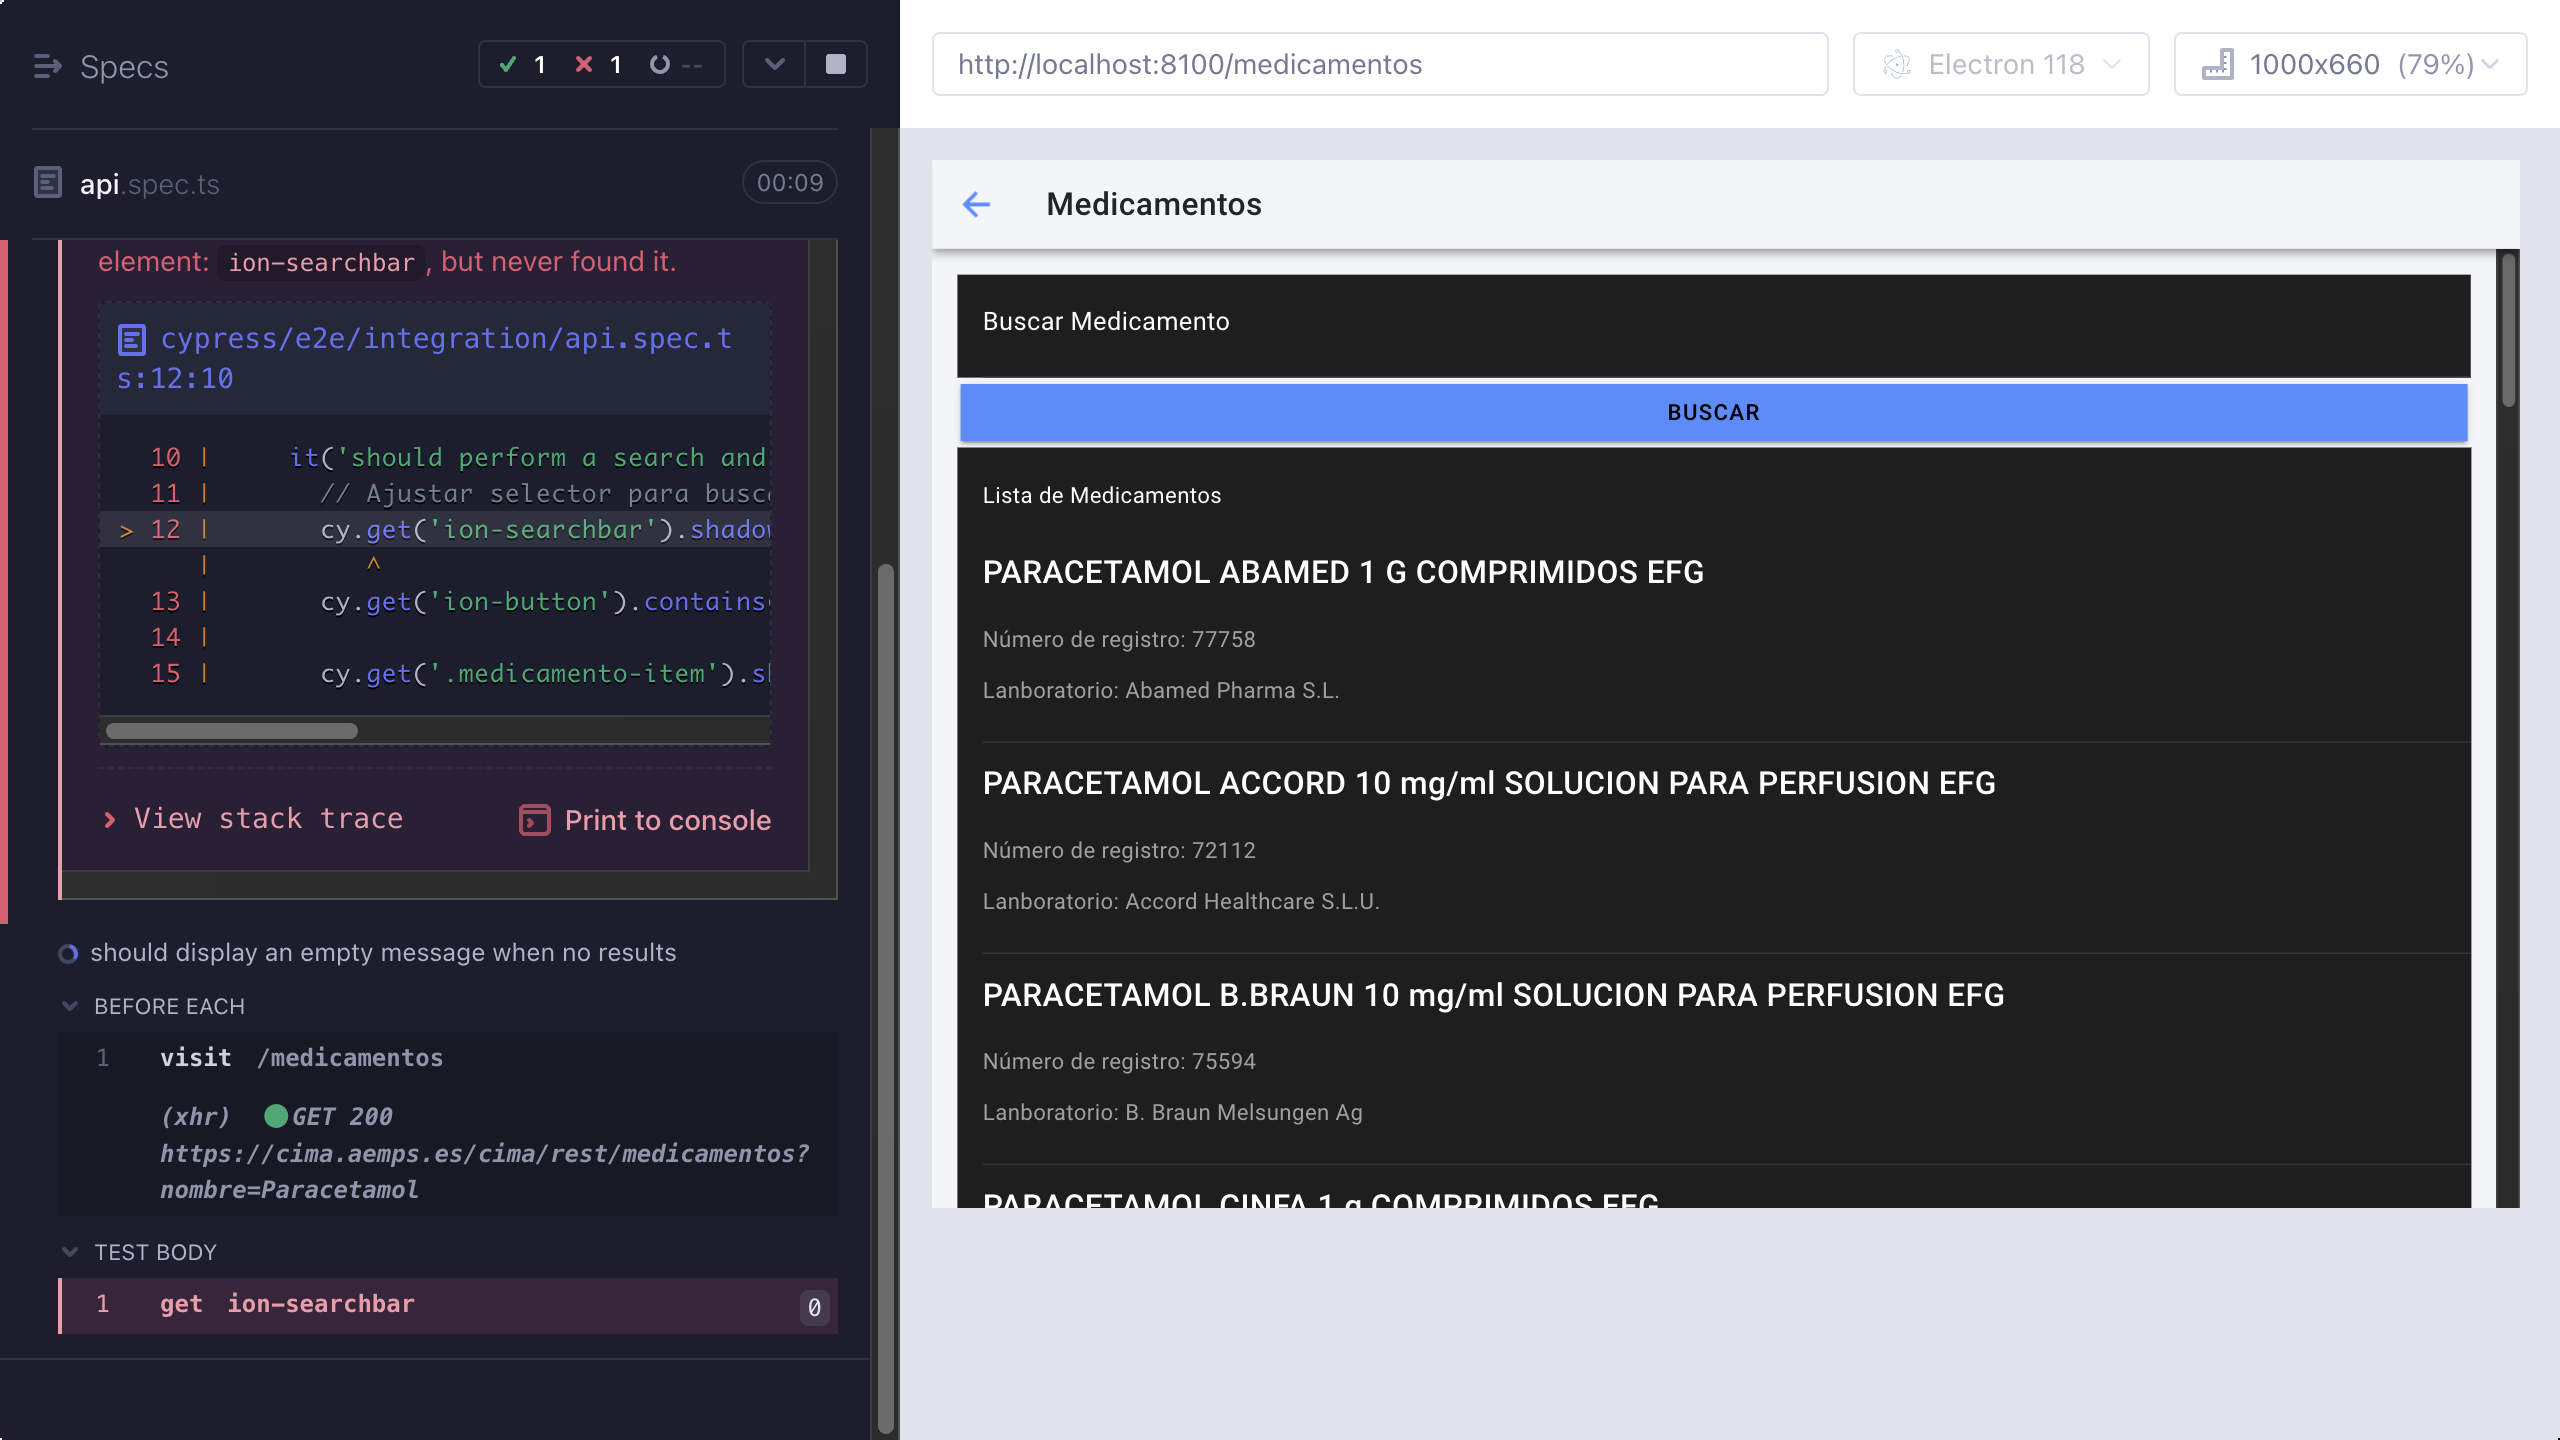 Specs
1 1 --
api.spec.ts
00:09
element: ion-searchbar , but never found it.
cypress/e2e/integration/api.spec.t
s:12:10
10 | it('should perform a search and
11 | // Ajustar selector para busc
> 12 | cy.get('ion-searchbar').shadow
| ^
13 | cy.get('ion-button').contains
14 |
15 | cy.get('.medicamento-item').s
View stack trace
Print to console
should display an empty message when no results
BEFORE EACH
1 visit /medicamentos
(xhr) GET 200
https://cima.aemps.es/cima/rest/medicamentos?
nombre=Paracetamol
TEST BODY
1 get ion-searchbar 0
http://localhost:8100/medicamentos
Electron 118
1000x660 (79%)
Medicamentos
Buscar Medicamento
BUSCAR
Lista de Medicamentos
PARACETAMOL ABAMED 1 G COMPRIMIDOS EFG
Número de registro: 77758
Lanboratorio: Abamed Pharma S.L.
PARACETAMOL ACCORD 10 mg/ml SOLUCION PARA PERFUSION EFG
Número de registro: 72112
Lanboratorio: Accord Healthcare S.L.U.
PARACETAMOL B.BRAUN 10 mg/ml SOLUCION PARA PERFUSION EFG
Número de registro: 75594
Lanboratorio: B. Braun Melsungen Ag
PARACETAMOL CINFA 1 g COMPRIMIDOS EFG